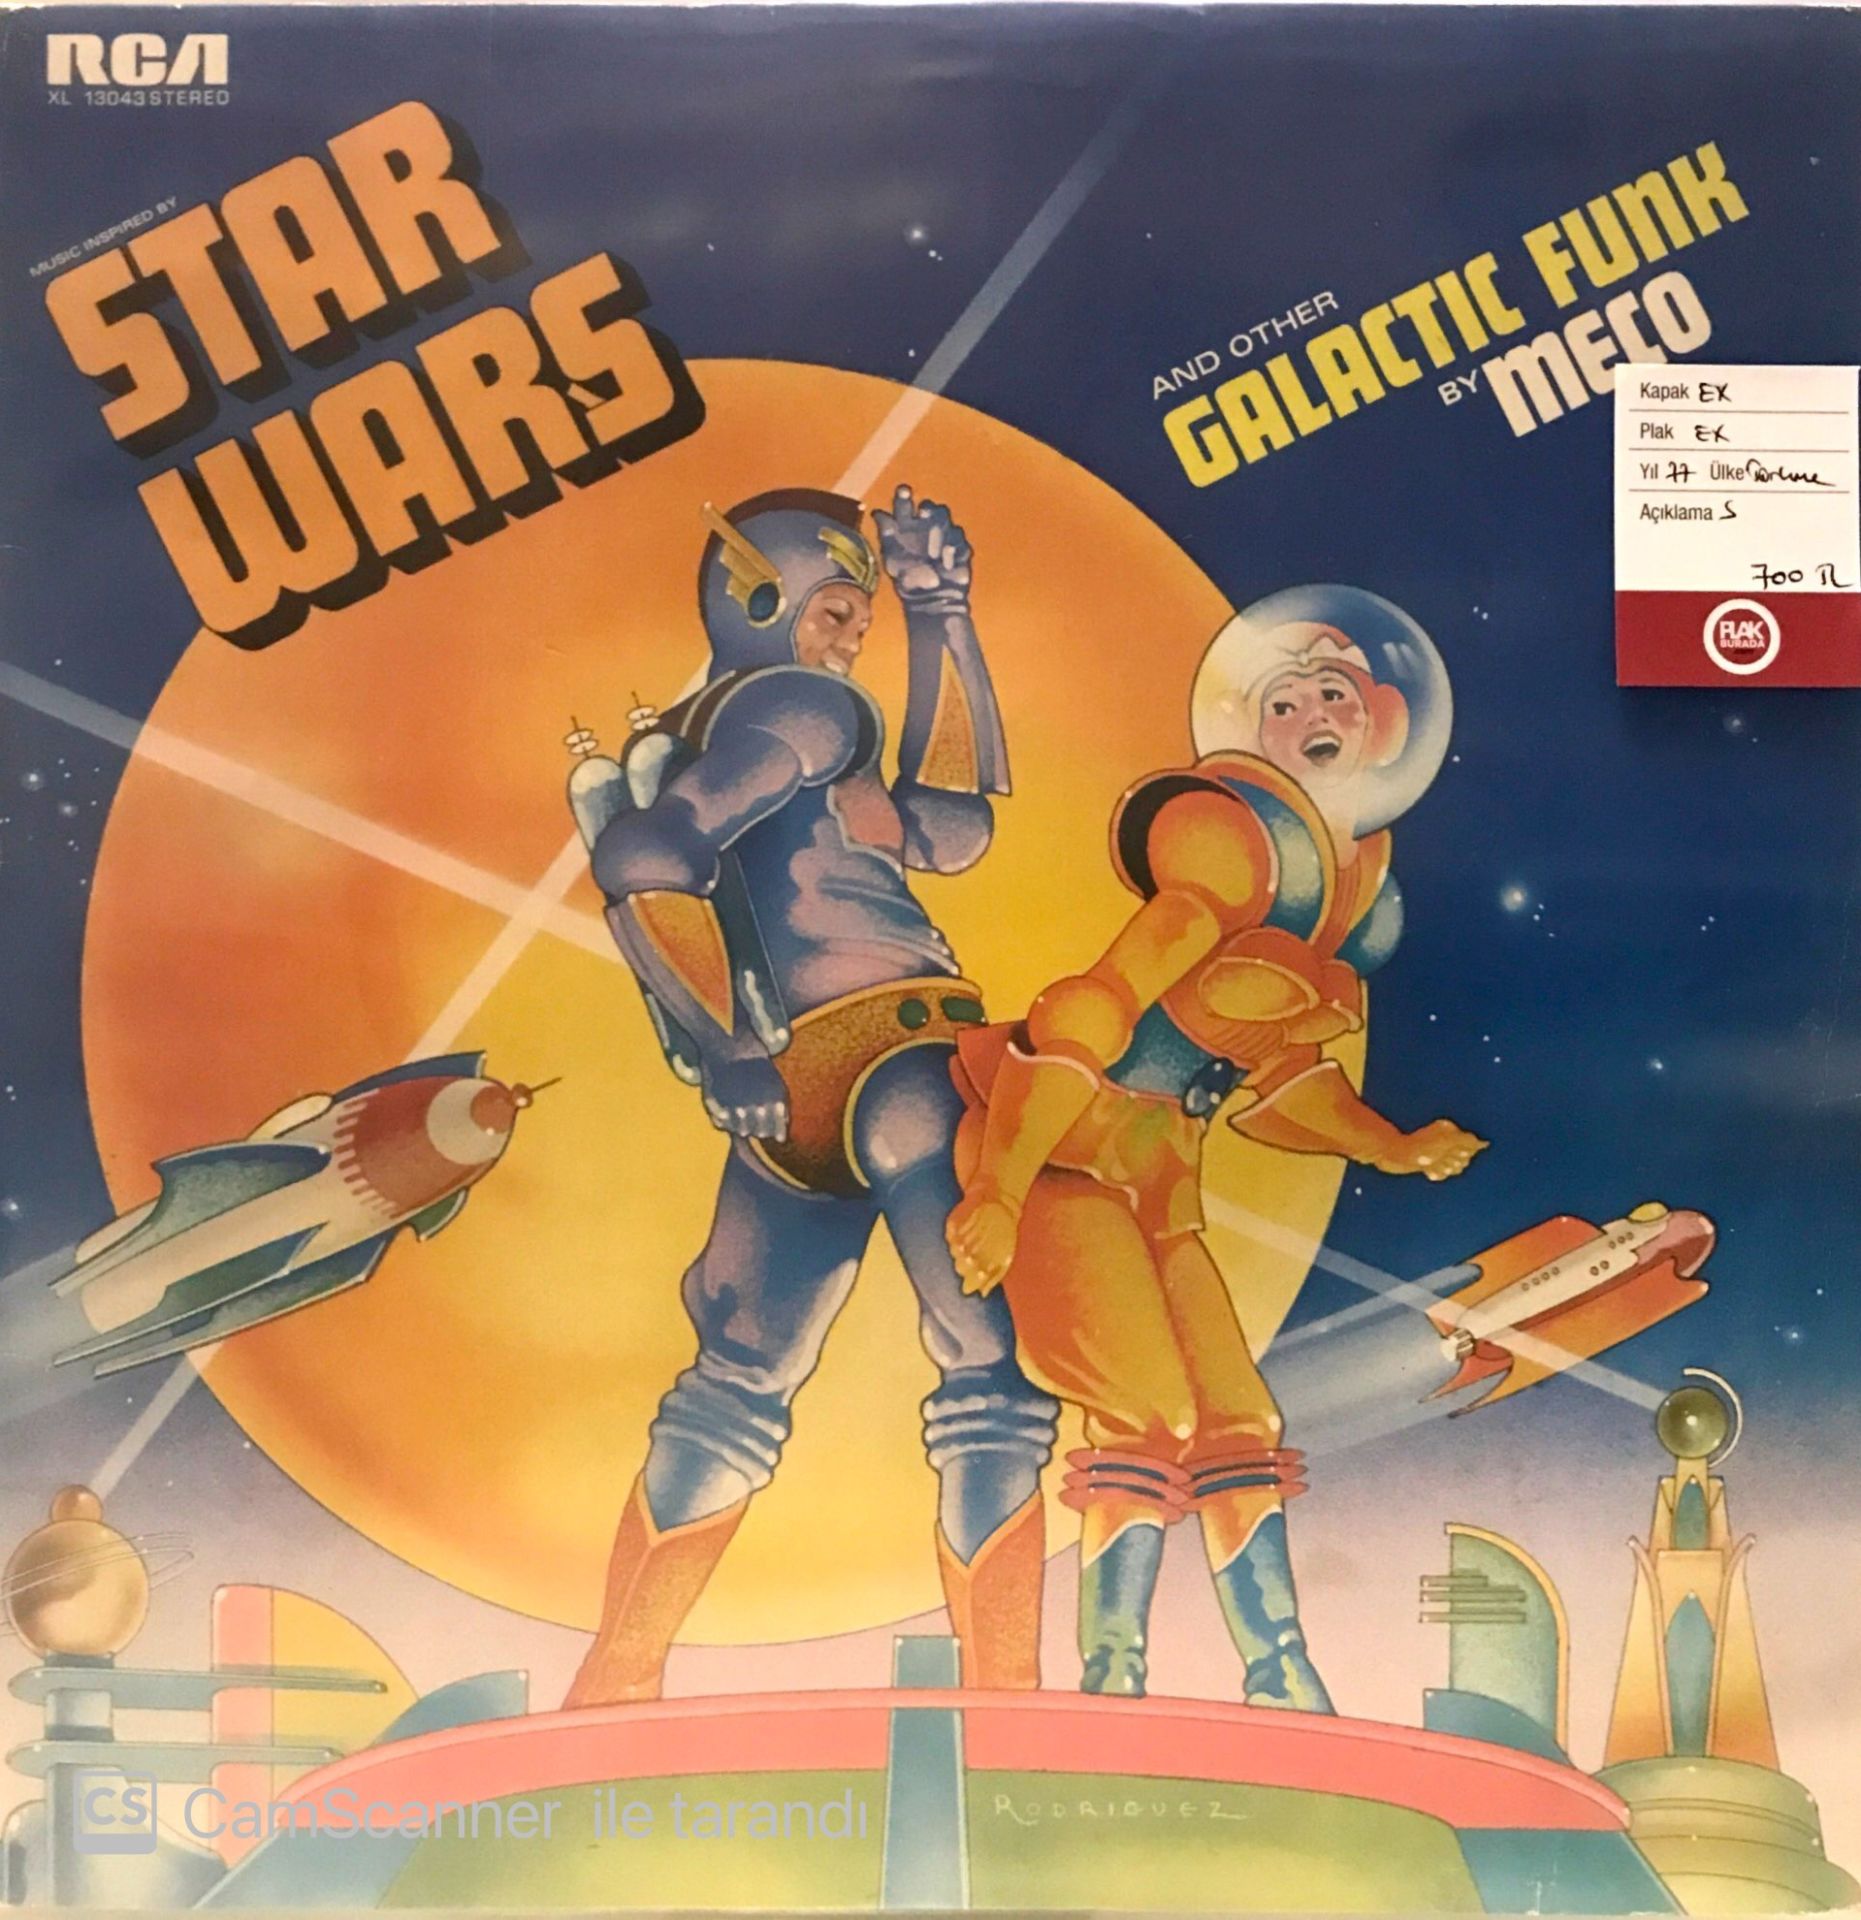 RCA
XL 13043 STEREO
MUSIC INSPIRED BY
STAR
WARS
AND OTHER
GALACTIC FUNK
BY MECO
Kapak EX
Plak EX
Yıl 77 Ülke
Açıklama S
700 TL
PLAK
BURADA
RODRIGUEZ
CS CamScanner ile tarandı